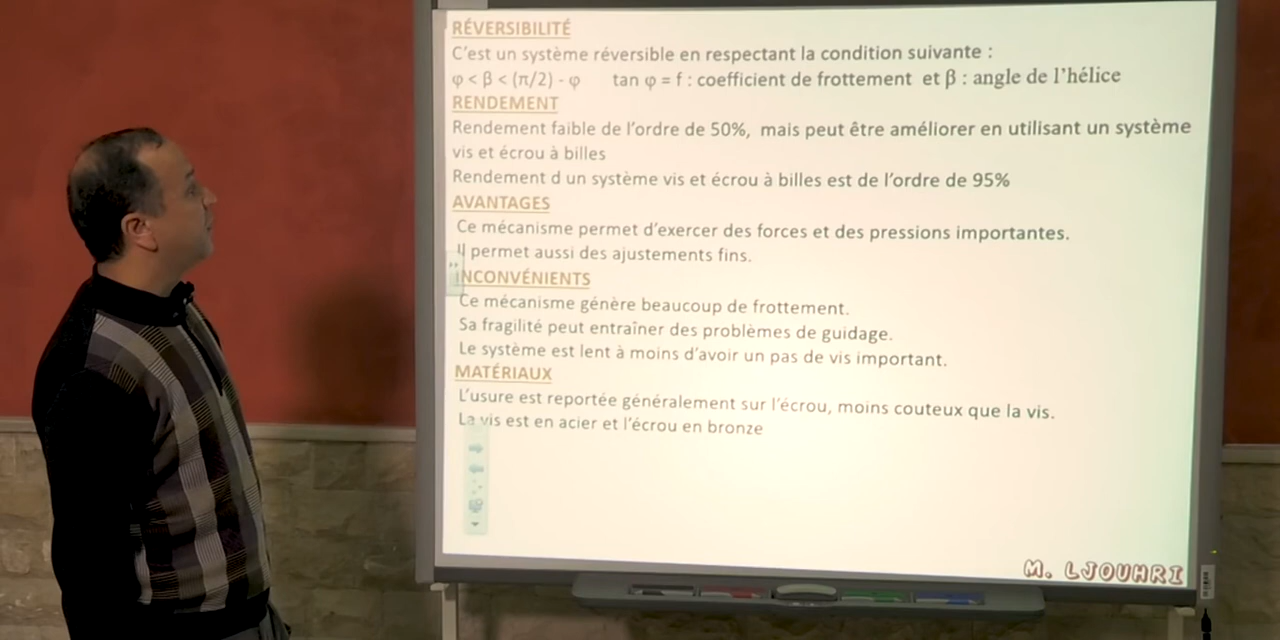 RÉVERSIBILITÉ
C'est un système réversible en respectant la condition suivante :
φ < β < (π/2) - φ tan φ = f : coefficient de frottement et β : angle de l'hélice
RENDEMENT
Rendement faible de l'ordre de 50%, mais peut être améliorer en utilisant un système
vis et écrou à billes
Rendement d un système vis et écrou à billes est de l'ordre de 95%
AVANTAGES
Ce mécanisme permet d'exercer des forces et des pressions importantes.
Il permet aussi des ajustements fins.
INCONVÉNIENTS
Ce mécanisme génère beaucoup de frottement.
Sa fragilité peut entraîner des problèmes de guidage.
Le système est lent à moins d'avoir un pas de vis important.
MATÉRIAUX
L'usure est reportée généralement sur l'écrou, moins couteux que la vis.
La vis est en acier et l'écrou en bronze
M. LJOUHRI